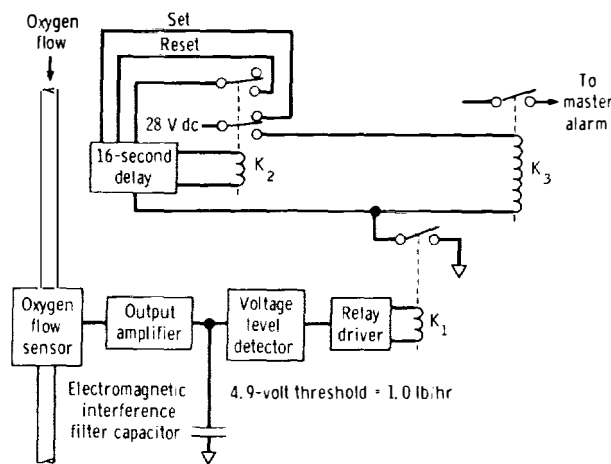 Oxygen
flow
Set
Reset
28 V dc
To
master
alarm
16-second
delay
K2
K3
Oxygen
flow
sensor
Output
amplifier
Voltage
level
detector
Relay
driver
K1
Electromagnetic
interference
filter capacitor
4.9-volt threshold = 1.0 lb/hr